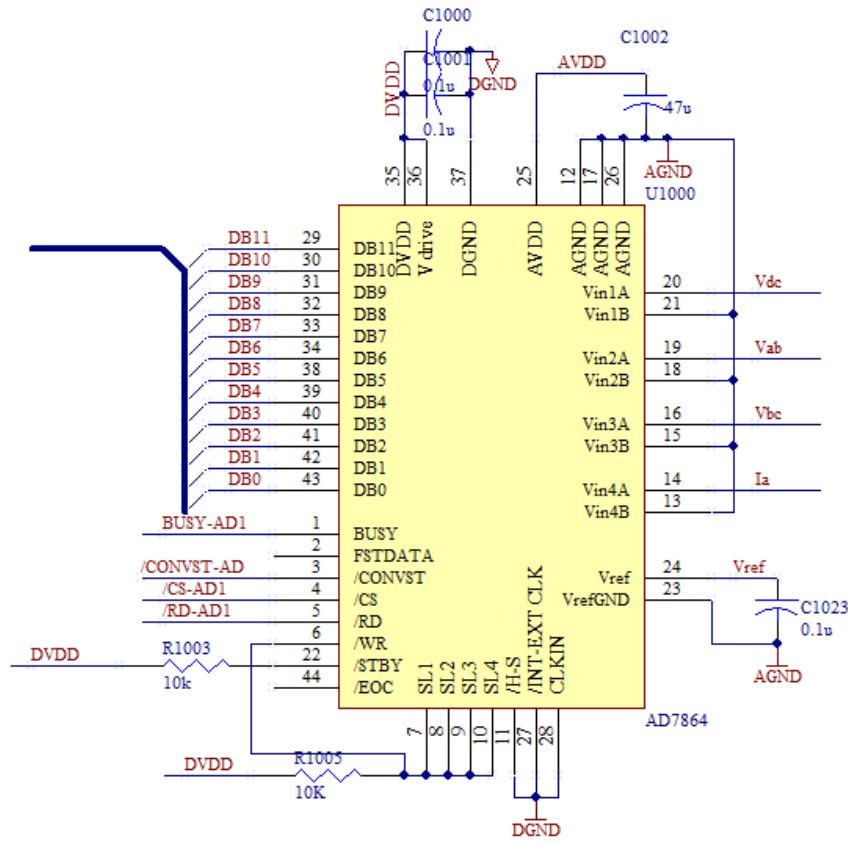 C1000
C1002
C1001
AVDD
DVDD
0.1u
DGND
47u
0.1u
35
36
37
25
12
17
26
AGND
U1000
DVDD
V drive
DGND
AVDD
AGND
AGND
AGND
DB11 29 DB11
DB10 30 DB10
DB9 31 DB9
DB8 32 DB8
DB7 33 DB7
DB6 34 DB6
DB5 38 DB5
DB4 39 DB4
DB3 40 DB3
DB2 41 DB2
DB1 42 DB1
DB0 43 DB0
Vin1A 20 Vdc
Vin1B 21
Vin2A 19 Vab
Vin2B 18
Vin3A 16 Vbc
Vin3B 15
Vin4A 14 Ia
Vin4B 13
BUSY-AD1 1 BUSY
2 FSTDATA
/CONVST-AD 3 /CONVST
/CS-AD1 4 /CS
/RD-AD1 5 /RD
6 /WR
DVDD R1003 22 /STBY
10k
44 /EOC
Vref 24 Vref
VrefGND 23
C1023
0.1u
AGND
SL1
SL2
SL3
SL4
/H-S
/INT-EXT CLK
CLKIN
AD7864
7
8
9
10
11
27
28
DVDD R1005
10K
DGND